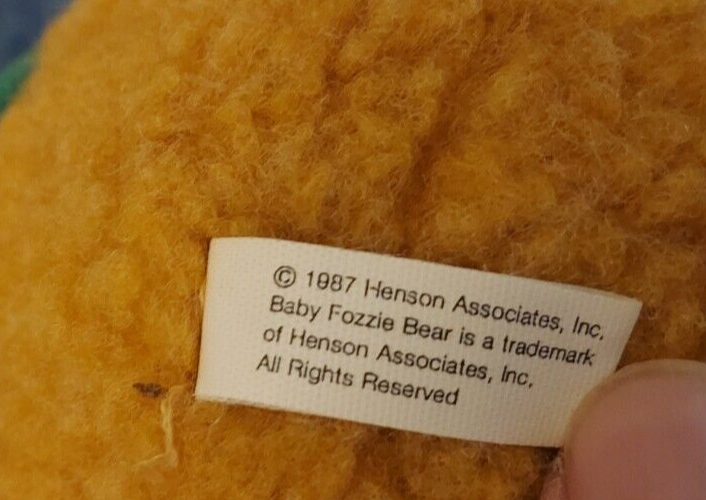 © 1987 Henson Associates, Inc.
Baby Fozzie Bear is a trademark
of Henson Associates, Inc.
All Rights Reserved